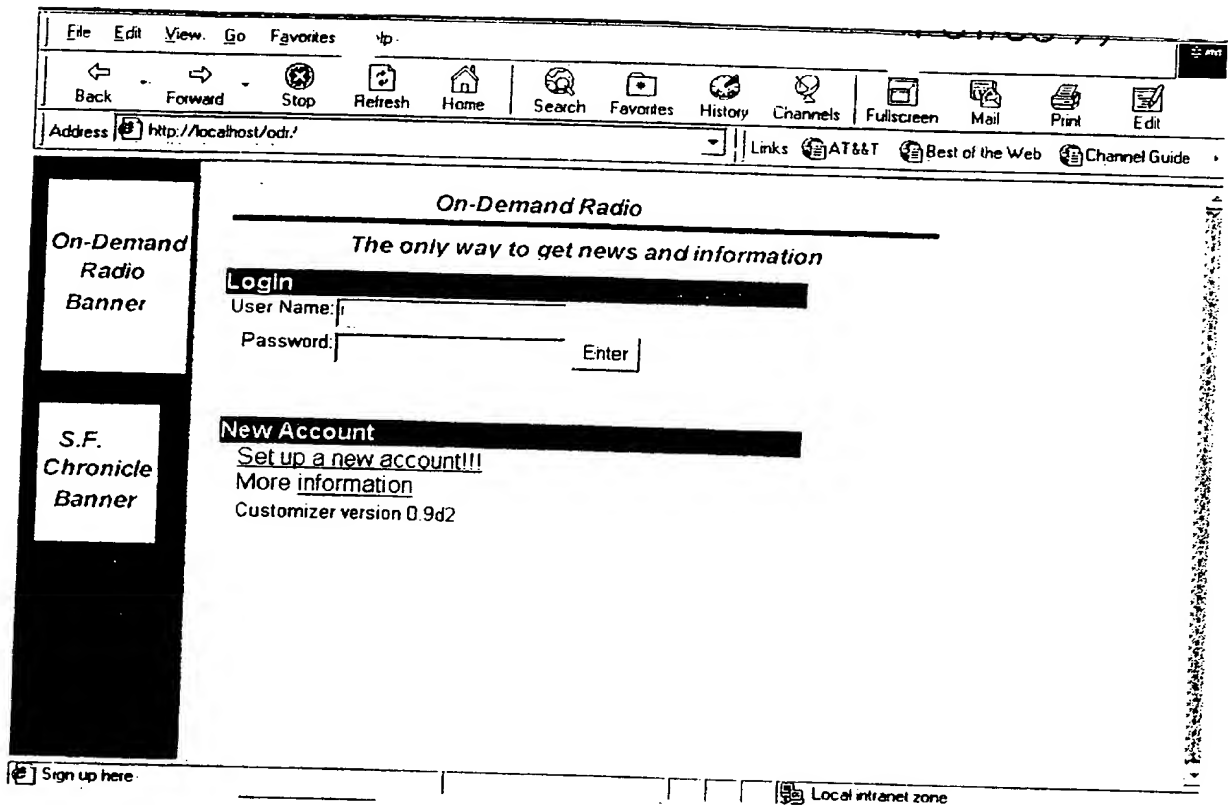 File Edit View. Go Favorites
Back Forward Stop Refresh Home Search Favorites History Channels Fullscreen Mail Print Edit
Address http://localhost/odr/ Links AT&T Best of the Web Channel Guide
On-Demand Radio
The only way to get news and information
On-Demand
Radio
Banner
Login
User Name:
Password:
Enter
S.F.
Chronicle
Banner
New Account
Set up a new account!!!
More information
Customizer version 0.9d2
Sign up here Local intranet zone